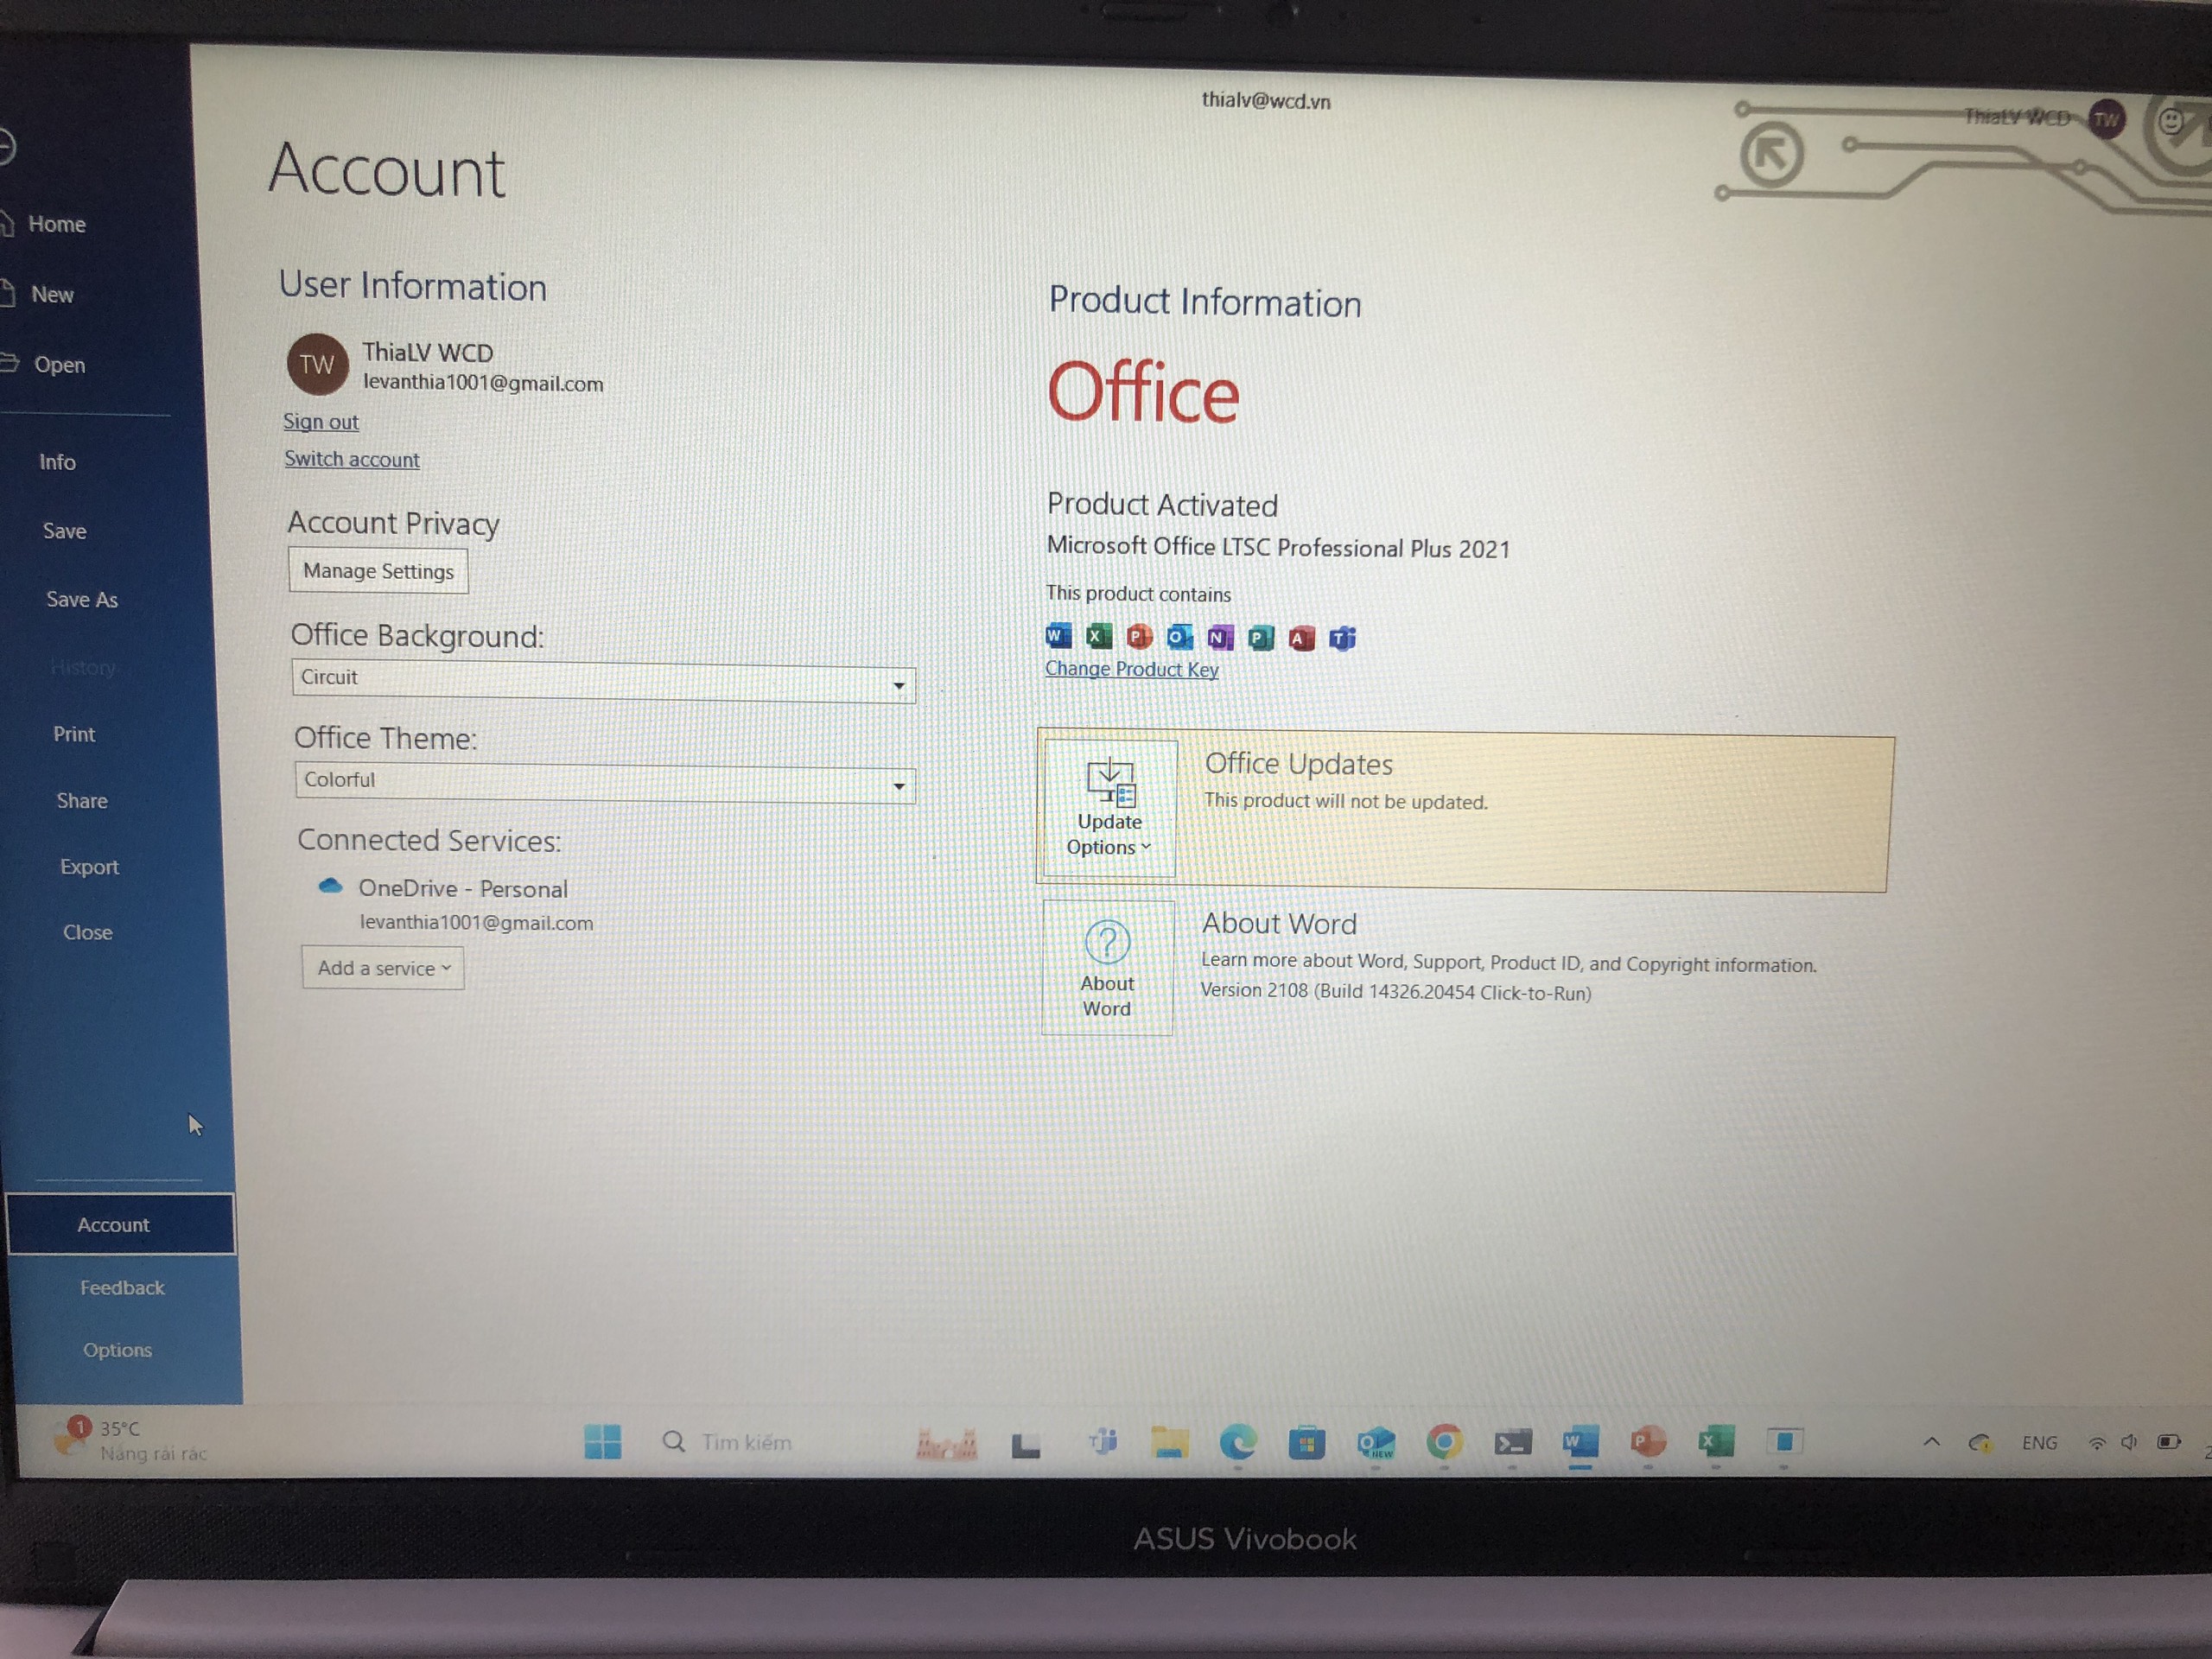 thialv@wcd.vn
ThiaLV WCD
TW
Account
Home
New
Open
Info
Save
Save As
History
Print
Share
Export
Close
Account
Feedback
Options
User Information
TW
ThiaLV WCD
levanthia1001@gmail.com
Sign out
Switch account
Account Privacy
Manage Settings
Office Background:
Circuit
Office Theme:
Colorful
Connected Services:
OneDrive - Personal
levanthia1001@gmail.com
Add a service
Product Information
Office
Product Activated
Microsoft Office LTSC Professional Plus 2021
This product contains
W X P O N P A T
Change Product Key
Update
Options
Office Updates
This product will not be updated.
About
Word
About Word
Learn more about Word, Support, Product ID, and Copyright information.
Version 2108 (Build 14326.20454 Click-to-Run)
1
35°C
Nắng rải rác
Tìm kiếm
T
O
NEW
W
P
X
ENG
ASUS Vivobook